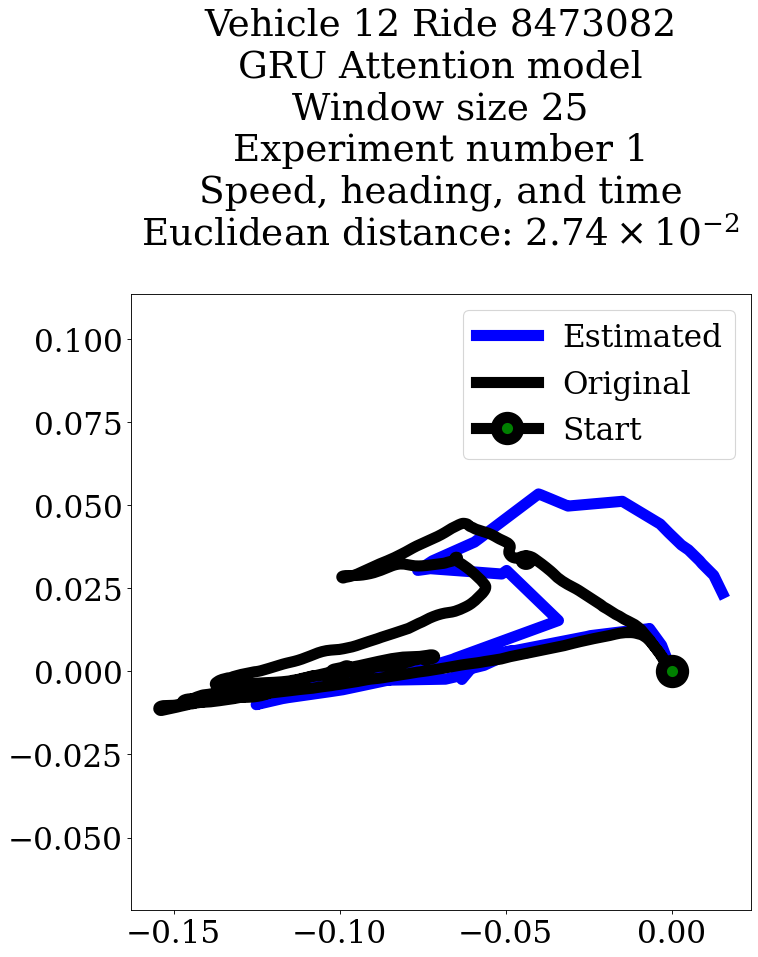 Vehicle 12 Ride 8473082
GRU Attention model
Window size 25
Experiment number 1
Speed, heading, and time
Euclidean distance: 2.74 × 10⁻²
Estimated
Original
Start
0.100
0.075
0.050
0.025
0.000
−0.025
−0.050
−0.15 −0.10 −0.05 0.00